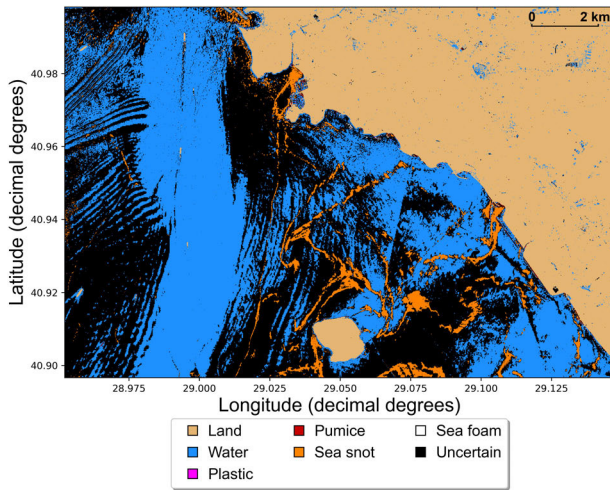 0 2 km
40.98
40.96
40.94
40.92
40.90
Latitude (decimal degrees)
28.975 29.000 29.025 29.050 29.075 29.100 29.125
Longitude (decimal degrees)
Land Pumice Sea foam
Water Sea snot Uncertain
Plastic